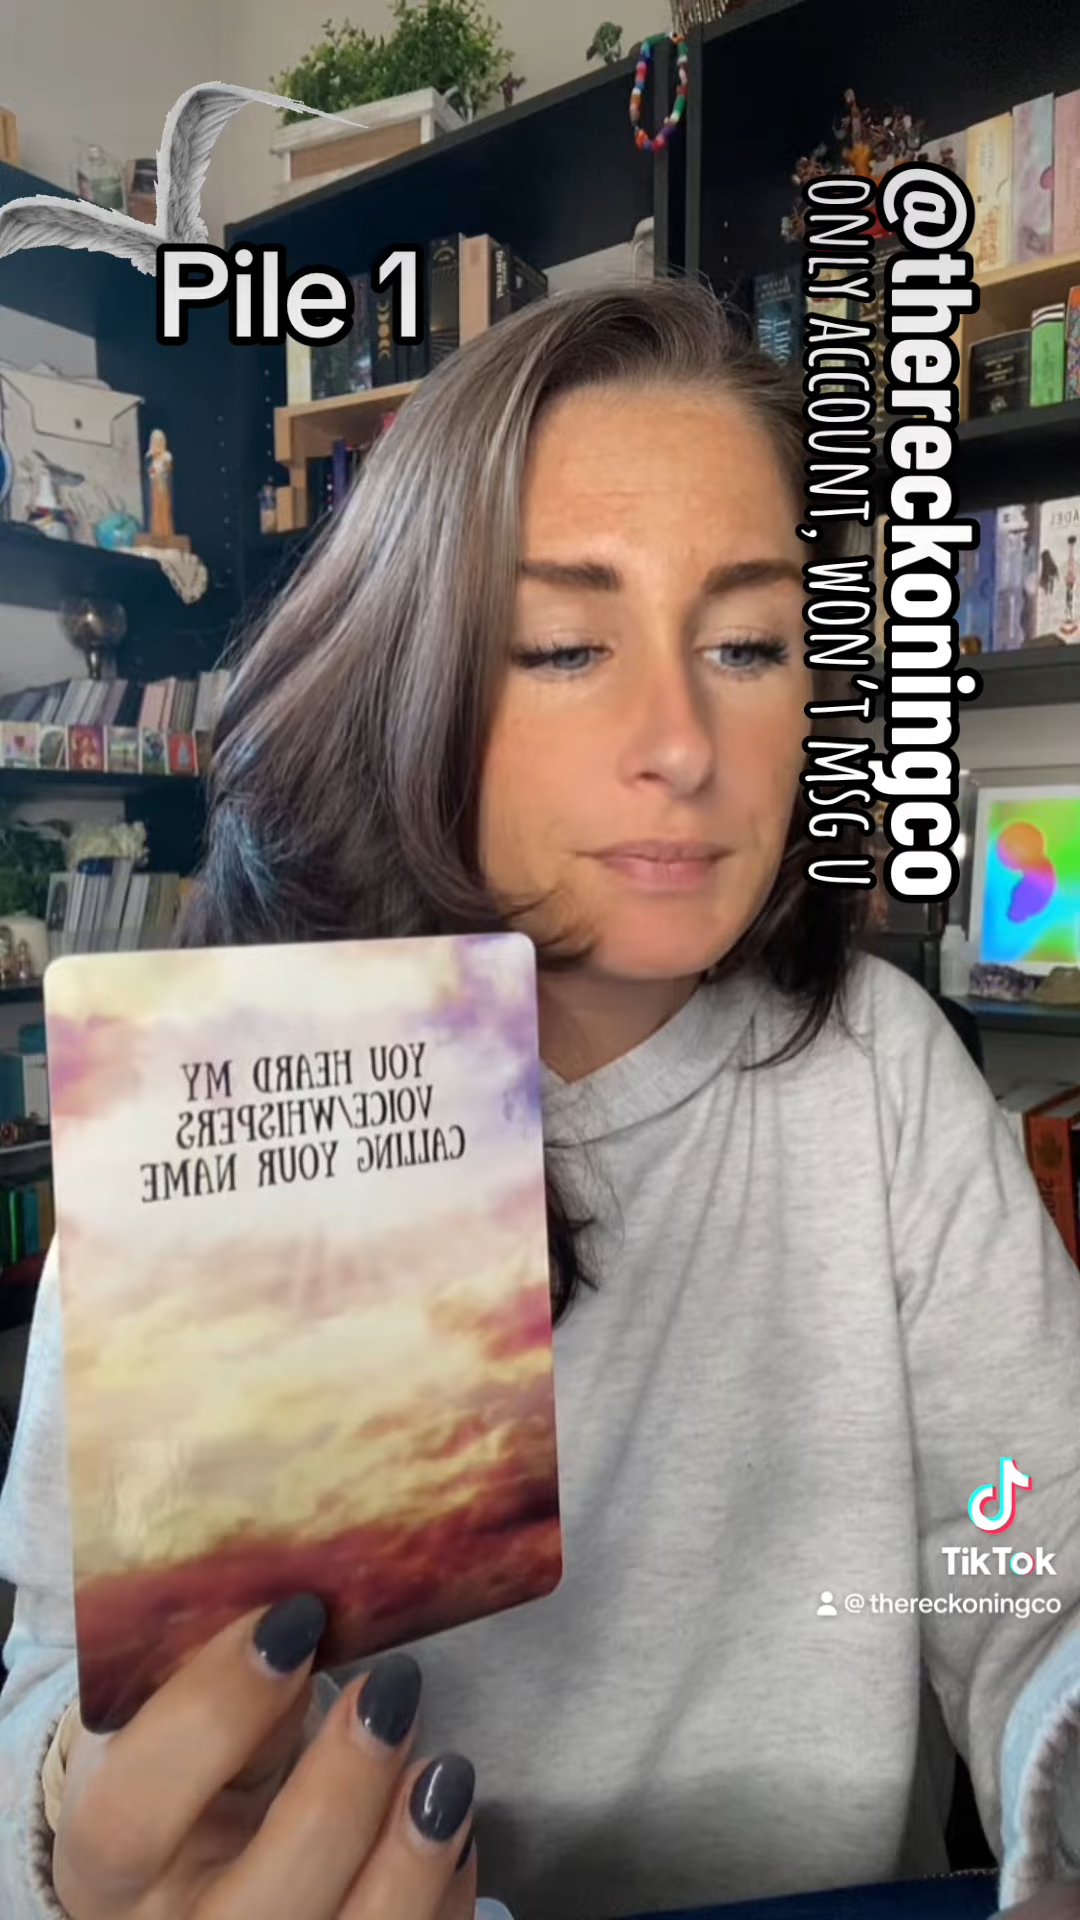 Pile 1
@thereckoningco
ONLY ACCOUNT, WON'T MSG U
YOU HEARD MY
VOICE/WHISPERS
CALLING YOUR NAME
TikTok
@thereckoningco